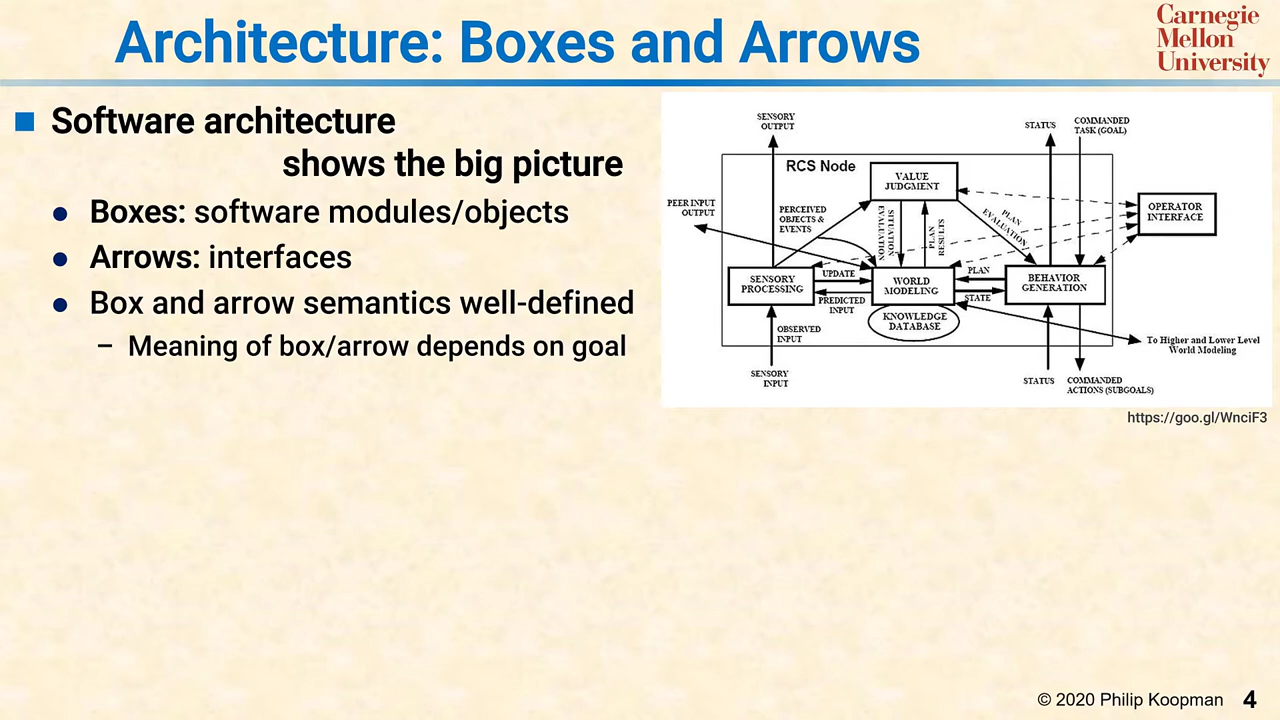 Architecture: Boxes and Arrows
Carnegie
Mellon
University
Software architecture
shows the big picture
Boxes: software modules/objects
Arrows: interfaces
Box and arrow semantics well-defined
– Meaning of box/arrow depends on goal
SENSORY
OUTPUT
STATUS
COMMANDED
TASK (GOAL)
RCS Node
VALUE
JUDGMENT
PEER INPUT
OUTPUT
PERCEIVED
OBJECTS &
EVENTS
SITUATION
EVALUATION
PLAN
RESULTS
PLAN
EVALUATION
OPERATOR
INTERFACE
SENSORY
PROCESSING
UPDATE
PREDICTED
INPUT
WORLD
MODELING
KNOWLEDGE
DATABASE
PLAN
STATE
BEHAVIOR
GENERATION
OBSERVED
INPUT
SENSORY
INPUT
To Higher and Lower Level
World Modeling
STATUS
COMMANDED
ACTIONS (SUBGOALS)
https://goo.gl/WnciF3
© 2020 Philip Koopman 4